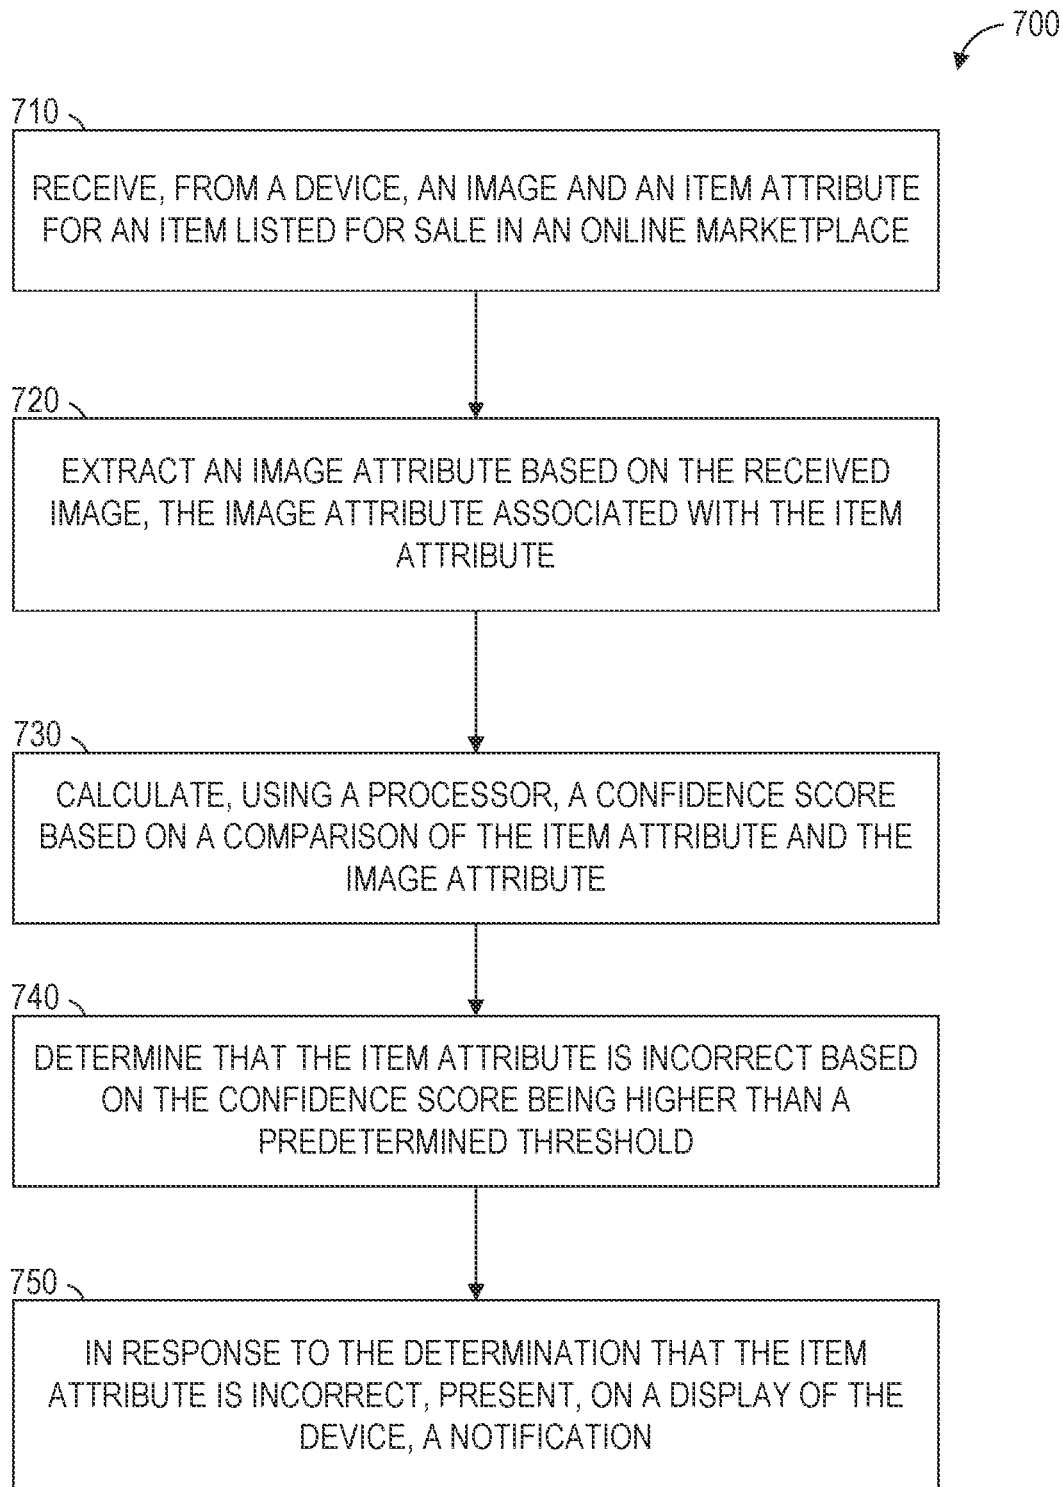 700
710
RECEIVE, FROM A DEVICE, AN IMAGE AND AN ITEM ATTRIBUTE
FOR AN ITEM LISTED FOR SALE IN AN ONLINE MARKETPLACE
720
EXTRACT AN IMAGE ATTRIBUTE BASED ON THE RECEIVED
IMAGE, THE IMAGE ATTRIBUTE ASSOCIATED WITH THE ITEM
ATTRIBUTE
730
CALCULATE, USING A PROCESSOR, A CONFIDENCE SCORE
BASED ON A COMPARISON OF THE ITEM ATTRIBUTE AND THE
IMAGE ATTRIBUTE
740
DETERMINE THAT THE ITEM ATTRIBUTE IS INCORRECT BASED
ON THE CONFIDENCE SCORE BEING HIGHER THAN A
PREDETERMINED THRESHOLD
750
IN RESPONSE TO THE DETERMINATION THAT THE ITEM
ATTRIBUTE IS INCORRECT, PRESENT, ON A DISPLAY OF THE
DEVICE, A NOTIFICATION